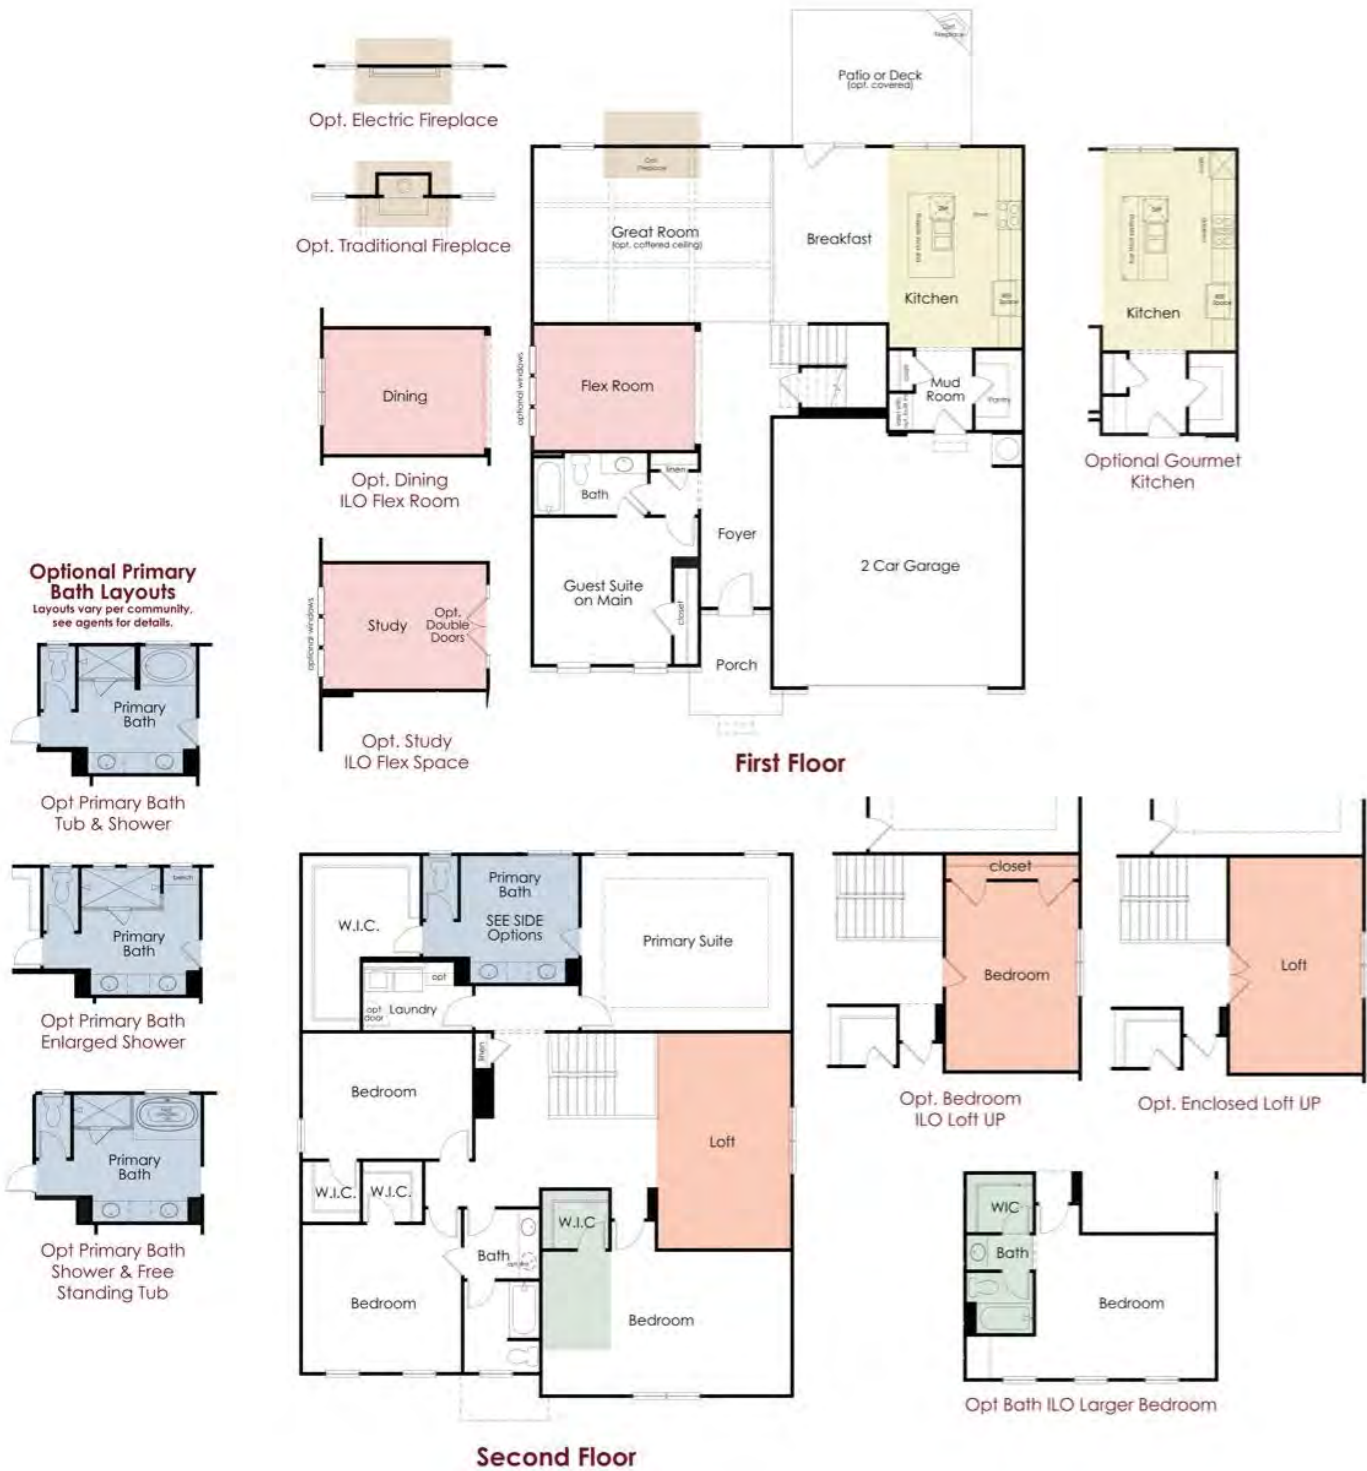 Opt. Electric Fireplace
Opt. Traditional Fireplace
Opt.
Fireplace
Patio or Deck
(opt. covered)
Opt.
Fireplace
Great Room
(opt. coffered ceiling)
Breakfast
DW
Kitchen
Flex Room
optional windows
Mud
Room
Pantry
linen
Bath
Foyer
2 Car Garage
Guest Suite
on Main
closet
Porch
First Floor
Dining
Opt. Dining
ILO Flex Room
optional windows
Study
Opt.
Double
Doors
Opt. Study
ILO Flex Space
DW
Kitchen
Optional Gourmet
Kitchen
Optional Primary
Bath Layouts
Layouts vary per community,
see agents for details.
Primary
Bath
Opt Primary Bath
Tub & Shower
bench
Primary
Bath
Opt Primary Bath
Enlarged Shower
Primary
Bath
Opt Primary Bath
Shower & Free
Standing Tub
W.I.C.
Primary
Bath
SEE SIDE
Options
Primary Suite
opt
opt
door
Laundry
linen
Bedroom
Loft
W.I.C.
W.I.C.
W.I.C
Bath
Bedroom
Bedroom
Second Floor
closet
Bedroom
Opt. Bedroom
ILO Loft UP
Loft
Opt. Enclosed Loft UP
WIC
Bath
Bedroom
Opt Bath ILO Larger Bedroom